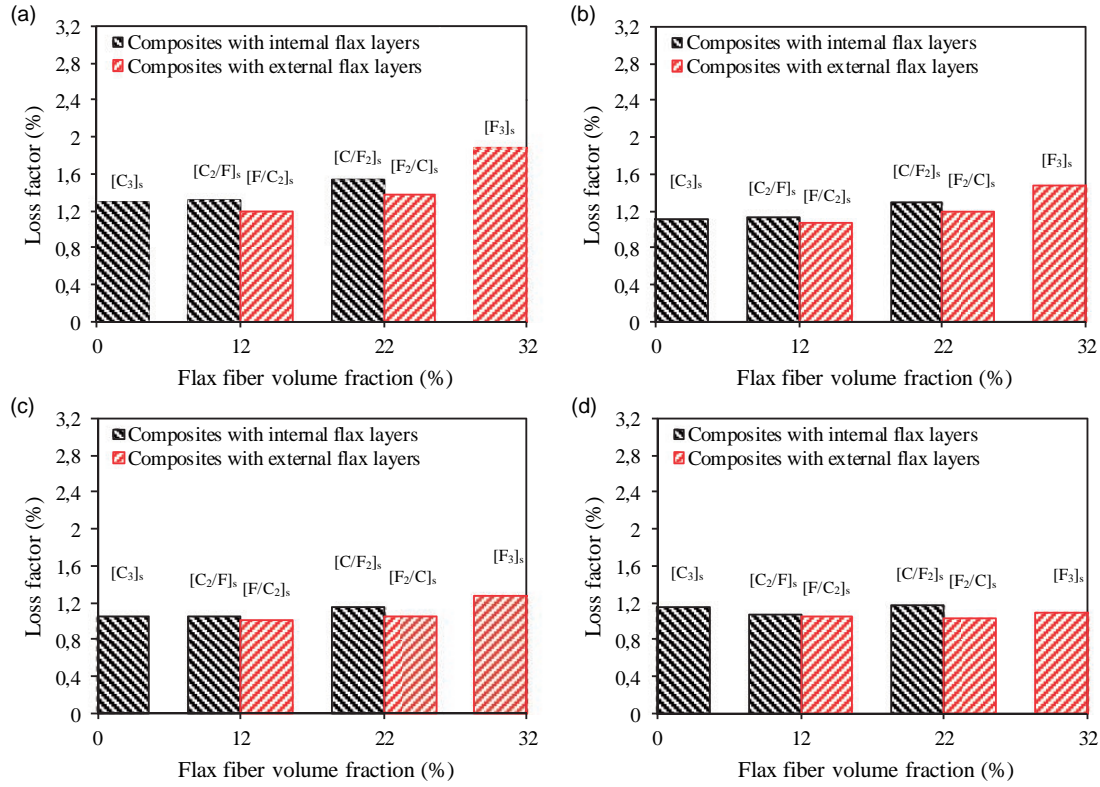 (a)
3,2
2,8
2,4
2
1,6
1,2
0,8
0,4
0
Loss factor (%)
Composites with internal flax layers
Composites with external flax layers
[C₃]ₛ
[C₂/F]ₛ
[F/C₂]ₛ
[C/F₂]ₛ
[F₂/C]ₛ
[F₃]ₛ
0
12
22
32
Flax fiber volume fraction (%)
(b)
3,2
2,8
2,4
2
1,6
1,2
0,8
0,4
0
Loss factor (%)
Composites with internal flax layers
Composites with external flax layers
[C₃]ₛ
[C₂/F]ₛ
[F/C₂]ₛ
[C/F₂]ₛ
[F₂/C]ₛ
[F₃]ₛ
0
12
22
32
Flax fiber volume fraction (%)
(c)
3,2
2,8
2,4
2
1,6
1,2
0,8
0,4
0
Loss factor (%)
Composites with internal flax layers
Composites with external flax layers
[C₃]ₛ
[C₂/F]ₛ
[F/C₂]ₛ
[C/F₂]ₛ
[F₂/C]ₛ
[F₃]ₛ
0
12
22
32
Flax fiber volume fraction (%)
(d)
3,2
2,8
2,4
2
1,6
1,2
0,8
0,4
0
Loss factor (%)
Composites with internal flax layers
Composites with external flax layers
[C₃]ₛ
[C₂/F]ₛ
[F/C₂]ₛ
[C/F₂]ₛ
[F₂/C]ₛ
[F₃]ₛ
0
12
22
32
Flax fiber volume fraction (%)